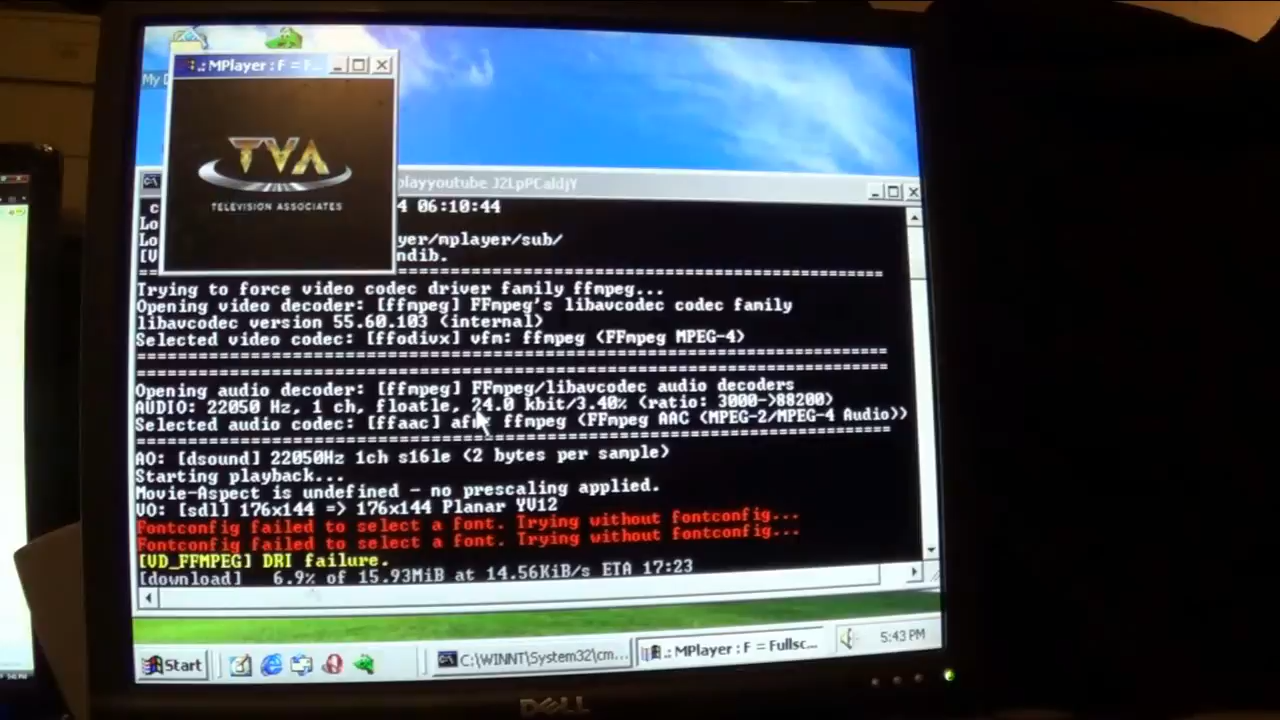 My D
.: MPlayer : F = F...
TVA
TELEVISION ASSOCIATES
playyoutube J2LpPCaldjY
c 4 06:10:44
Lo
Lo yer/mplayer/sub/
[V ndib.
==========================================================================
Trying to force video codec driver family ffmpeg...
Opening video decoder: [ffmpeg] FFmpeg's libavcodec codec family
libavcodec version 55.60.103 (internal)
Selected video codec: [ffodivx] vfm: ffmpeg (FFmpeg MPEG-4)
==========================================================================
==========================================================================
Opening audio decoder: [ffmpeg] FFmpeg/libavcodec audio decoders
AUDIO: 22050 Hz, 1 ch, floatle, 24.0 kbit/3.40% (ratio: 3000->88200)
Selected audio codec: [ffaac] afm: ffmpeg (FFmpeg AAC (MPEG-2/MPEG-4 Audio))
==========================================================================
AO: [dsound] 22050Hz 1ch s16le (2 bytes per sample)
Starting playback...
Movie-Aspect is undefined - no prescaling applied.
VO: [sdl] 176x144 => 176x144 Planar YV12
Fontconfig failed to select a font. Trying without fontconfig...
Fontconfig failed to select a font. Trying without fontconfig...
[VD_FFMPEG] DRI failure.
[download] 6.9% of 15.93MiB at 14.56KiB/s ETA 17:23
Start
C:\WINNT\System32\cm...
.: MPlayer : F = Fullsc...
5:43 PM
DELL